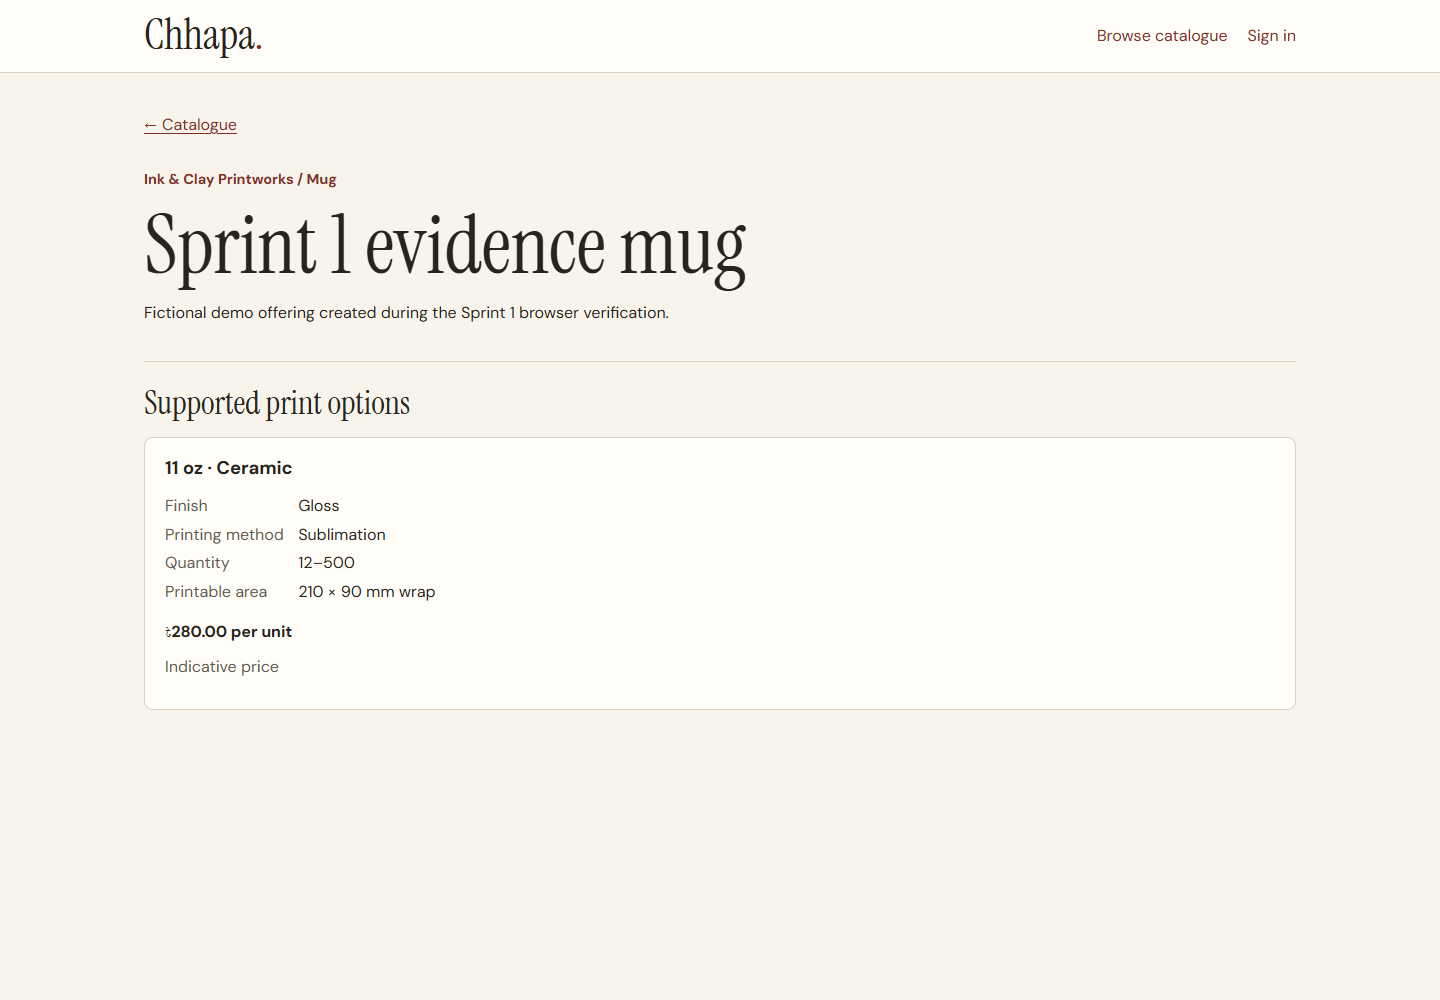 Chhapa.
Browse catalogue Sign in
← Catalogue
Ink & Clay Printworks / Mug
Sprint 1 evidence mug
Fictional demo offering created during the Sprint 1 browser verification.
Supported print options
11 oz · Ceramic
Finish Gloss
Printing method Sublimation
Quantity 12–500
Printable area 210 × 90 mm wrap
৳280.00 per unit
Indicative price